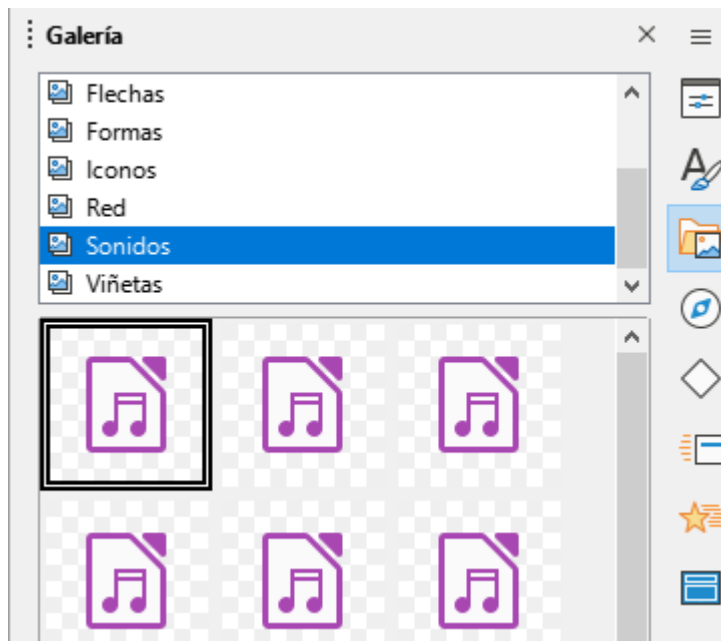 Galería
Flechas
Formas
Iconos
Red
Sonidos
Viñetas